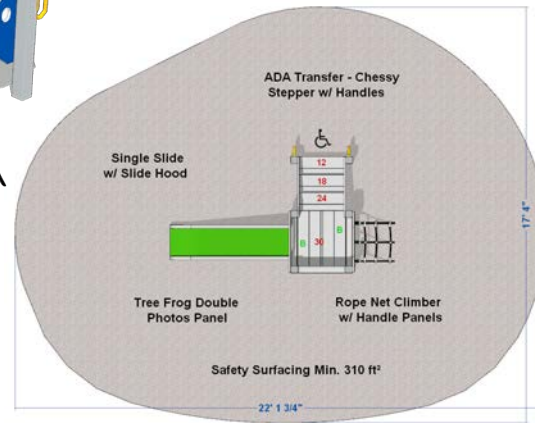 ADA Transfer - Chessy
Stepper w/ Handles
Single Slide
w/ Slide Hood
12
18
24
B
30
B
17' 4"
Tree Frog Double
Photos Panel
Rope Net Climber
w/ Handle Panels
Safety Surfacing Min. 310 ft²
22' 1 3/4"